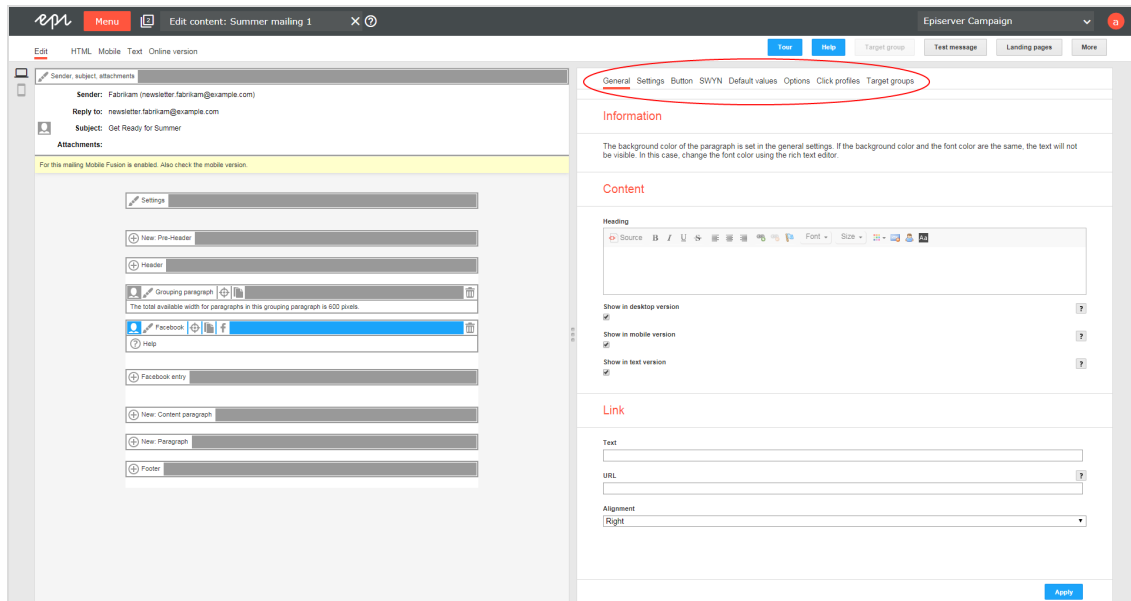 epi Menu 2 Edit content: Summer mailing 1 X ? Episerver Campaign a
Edit HTML Mobile Text Online version Tour Help Target group Test message Landing pages More
Sender, subject, attachments
Sender: Fabrikam (newsletter.fabrikam@example.com)
Reply to: newsletter.fabrikam@example.com
Subject: Get Ready for Summer
Attachments:
For this mailing Mobile Fusion is enabled. Also check the mobile version.
Settings
New: Pre-Header
Header
Grouping paragraph
The total available width for paragraphs in this grouping paragraph is 600 pixels.
Facebook f
? Help
Facebook entry
New: Content paragraph
New: Paragraph
Footer
General Settings Button SWYN Default values Options Click profiles Target groups
Information
The background color of the paragraph is set in the general settings. If the background color and the font color are the same, the text will not
be visible. In this case, change the font color using the rich text editor.
Content
Heading
Source B I U S Font Size Aa
Show in desktop version ?
Show in mobile version ?
Show in text version ?
Link
Text
URL ?
Alignment
Right
Apply